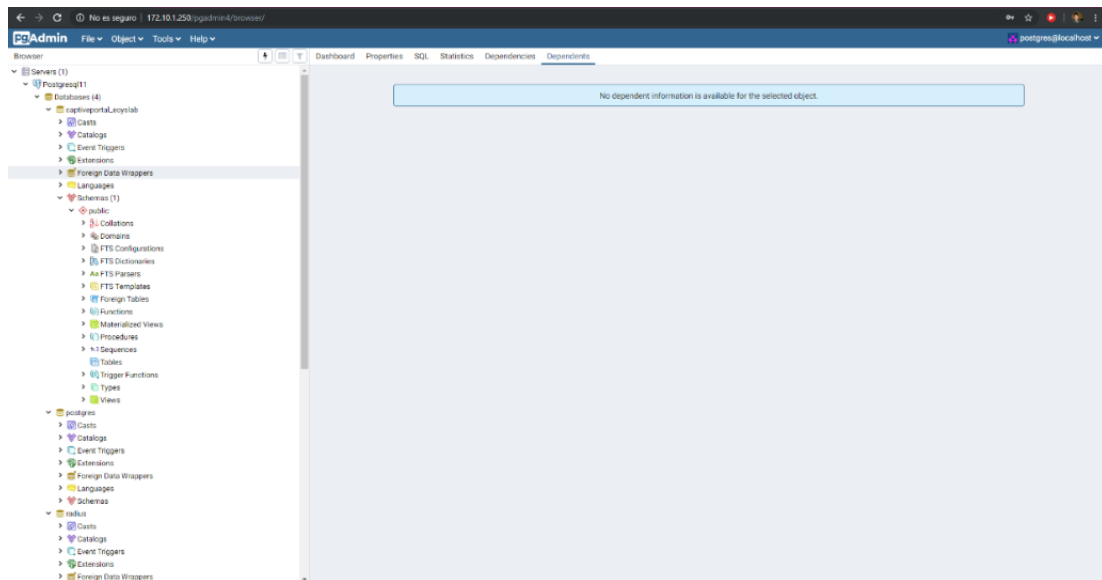 No es seguro | 172.10.1.250/pgadmin4/browser/
pgAdmin File Object Tools Help postgres@localhost
Browser
Dashboard Properties SQL Statistics Dependencies Dependents
Servers (1)
Postgresql11
Databases (4)
captiveportal_eoyslab
Casts
Catalogs
Event Triggers
Extensions
Foreign Data Wrappers
Languages
Schemas (1)
public
Collations
Domains
FTS Configurations
FTS Dictionaries
Aa FTS Parsers
FTS Templates
Foreign Tables
Functions
Materialized Views
Procedures
1..3 Sequences
Tables
Trigger Functions
Types
Views
postgres
Casts
Catalogs
Event Triggers
Extensions
Foreign Data Wrappers
Languages
Schemas
radius
Casts
Catalogs
Event Triggers
Extensions
Foreign Data Wrappers
No dependent information is available for the selected object.